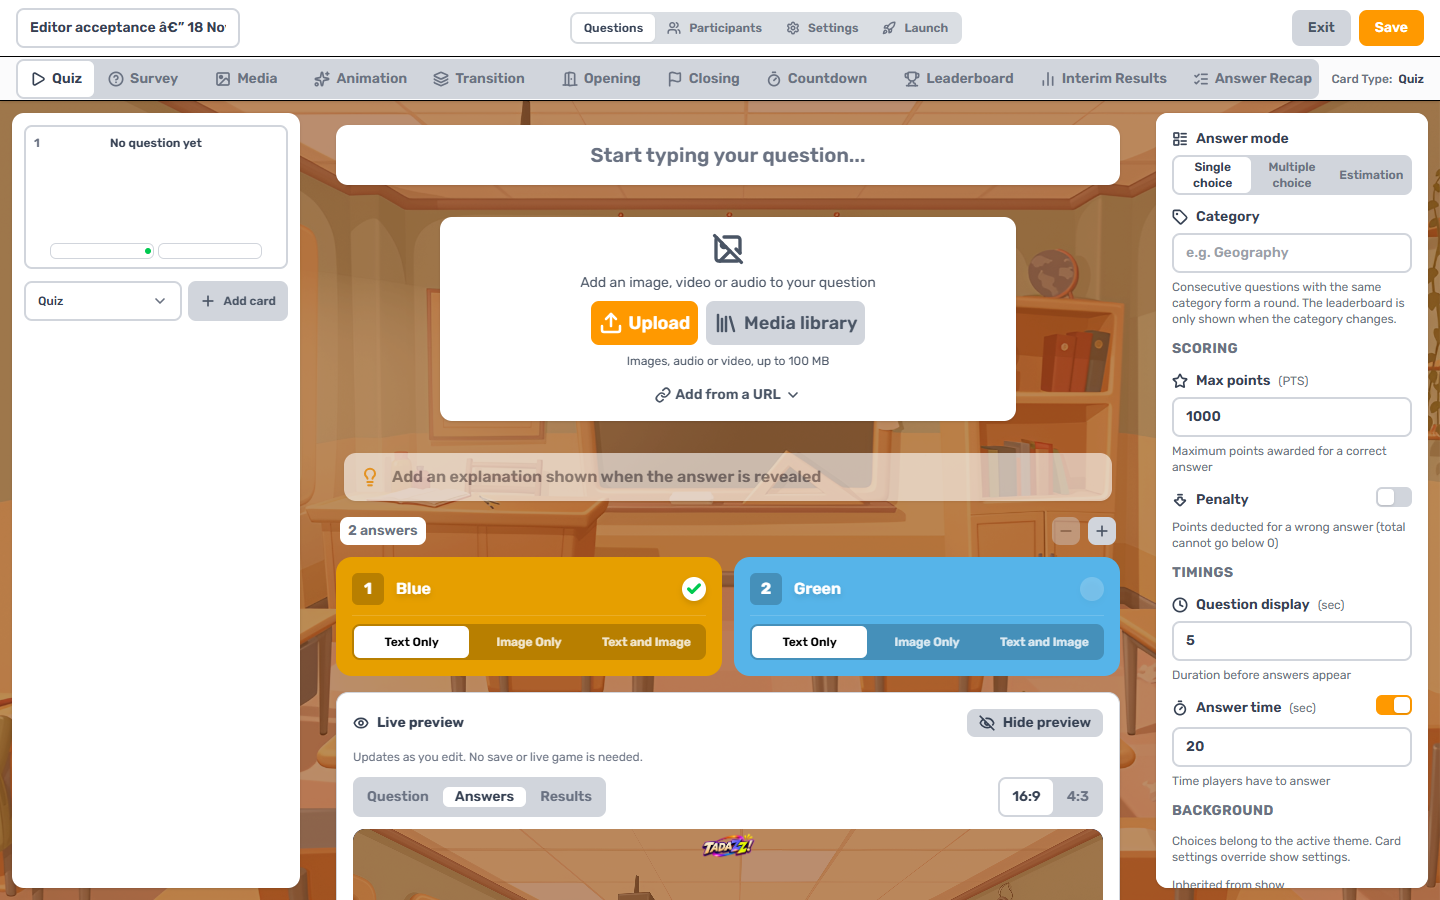 Editor acceptance â€” 18 Nov
Questions
Participants
Settings
Launch
Exit
Save
Quiz
Survey
Media
Animation
Transition
Opening
Closing
Countdown
Leaderboard
Interim Results
Answer Recap
Card Type: Quiz
1
No question yet
Quiz
Add card
Start typing your question...
Add an image, video or audio to your question
Upload
Media library
Images, audio or video, up to 100 MB
Add from a URL
Add an explanation shown when the answer is revealed
2 answers
1
Blue
Text Only
Image Only
Text and Image
2
Green
Text Only
Image Only
Text and Image
Live preview
Hide preview
Updates as you edit. No save or live game is needed.
Question
Answers
Results
16:9
4:3
TADAZZ!
Answer mode
Single
choice
Multiple
choice
Estimation
Category
e.g. Geography
Consecutive questions with the same
category form a round. The leaderboard is
only shown when the category changes.
SCORING
Max points (PTS)
1000
Maximum points awarded for a correct
answer
Penalty
Points deducted for a wrong answer (total
cannot go below 0)
TIMINGS
Question display (sec)
5
Duration before answers appear
Answer time (sec)
20
Time players have to answer
BACKGROUND
Choices belong to the active theme. Card
settings override show settings.
Inherited from show